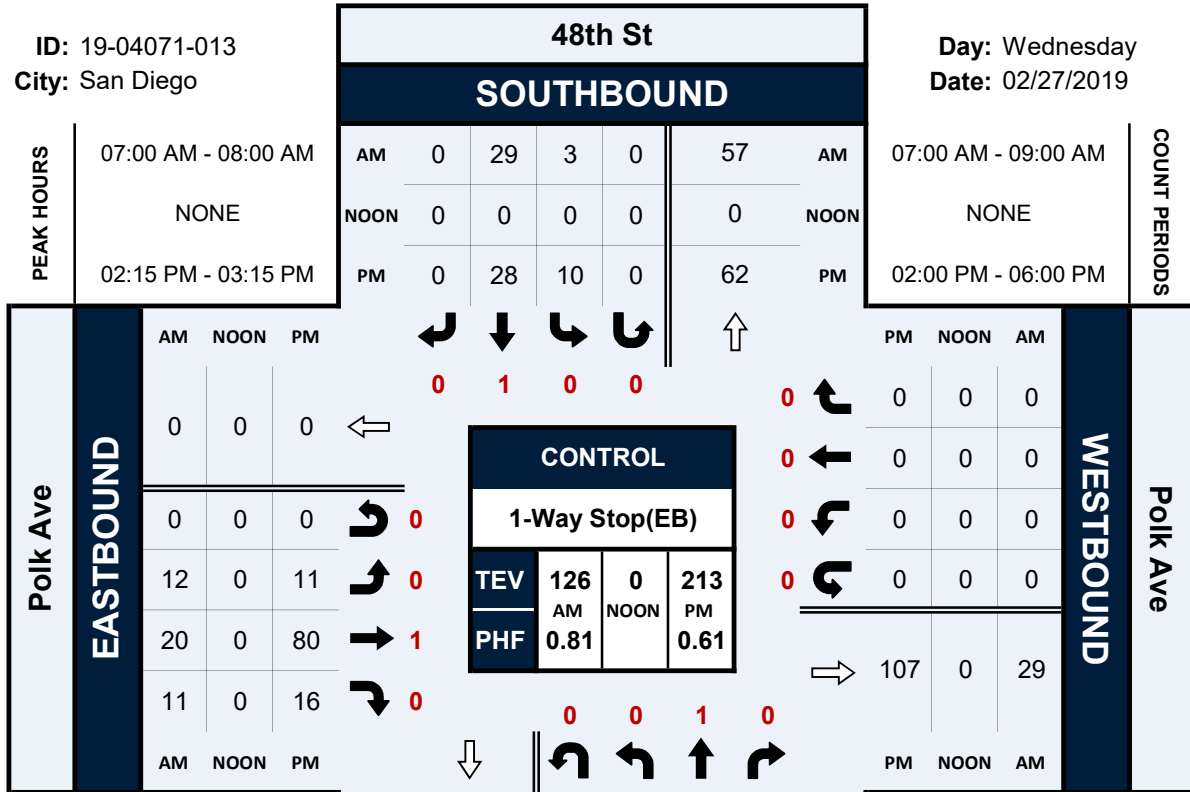 48th St
ID: 19-04071-013
Day: Wednesday
City: San Diego
Date: 02/27/2019
SOUTHBOUND
PEAK HOURS
07:00 AM - 08:00 AM
AM 0 29 3 0 57 AM
07:00 AM - 09:00 AM
COUNT PERIODS
NONE
NOON 0 0 0 0 0 NOON
NONE
02:15 PM - 03:15 PM
PM 0 28 10 0 62 PM
02:00 PM - 06:00 PM
Polk Ave
EASTBOUND
AM NOON PM
0 0 0
0 0 0 0
12 0 11 0
20 0 80 1
11 0 16 0
AM NOON PM
0 1 0 0
CONTROL
1-Way Stop(EB)
TEV 126 0 213
AM NOON PM
PHF 0.81 0.61
0 0 1 0
PM NOON AM
0 0 0 0
0 0 0 0
0 0 0 0
0 0 0 0
107 0 29
PM NOON AM
WESTBOUND
Polk Ave